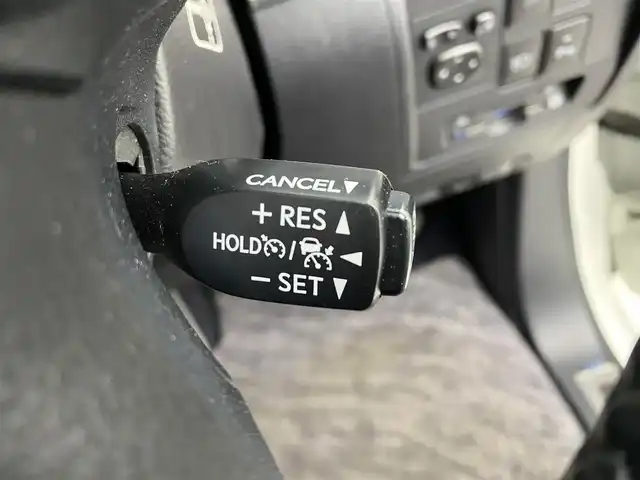 CANCEL▼
+ RES ▲
HOLD / ◀
− SET ▼